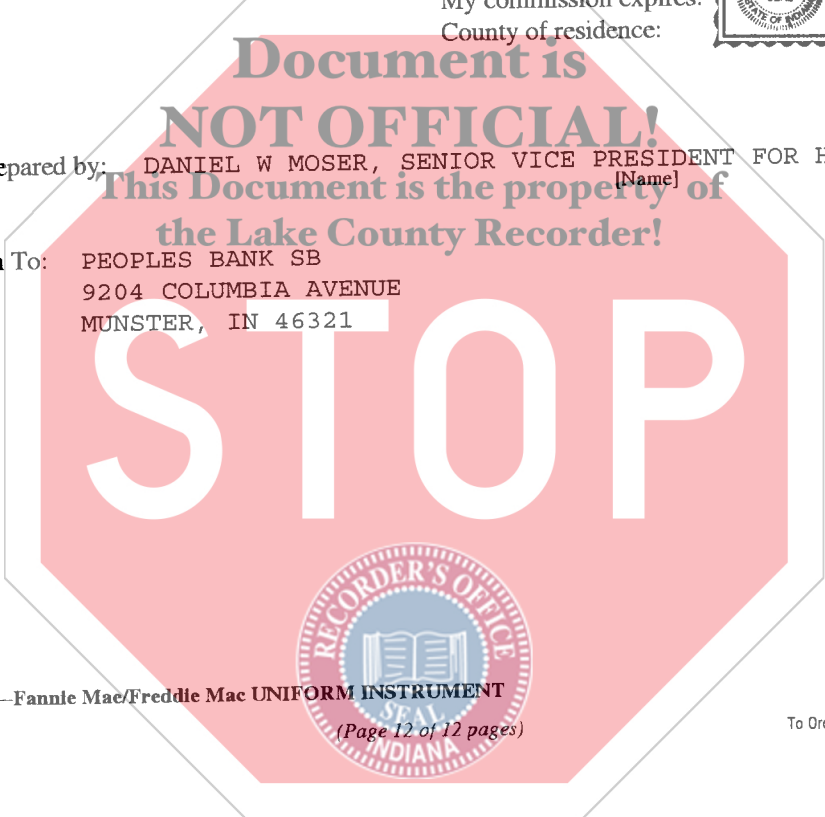 My commission expires:
County of residence:
STATE OF INDIANA
Document is
NOT OFFICIAL!
epared by: DANIEL W MOSER, SENIOR VICE PRESIDENT FOR H
[Name]
This Document is the property of
the Lake County Recorder!
To: PEOPLES BANK SB
9204 COLUMBIA AVENUE
MUNSTER, IN 46321
STOP
RECORDER'S OFFICE
SEAL
INDIANA
—Fannie Mae/Freddie Mac UNIFORM INSTRUMENT
(Page 12 of 12 pages)
To Ord